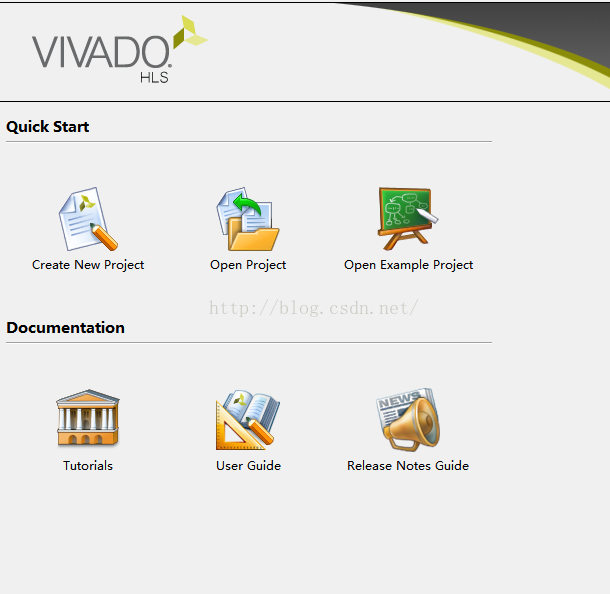 VIVADO.
HLS
Quick Start
Create New Project
Open Project
Open Example Project
http://blog.csdn.net/
Documentation
NEWS
Tutorials
User Guide
Release Notes Guide